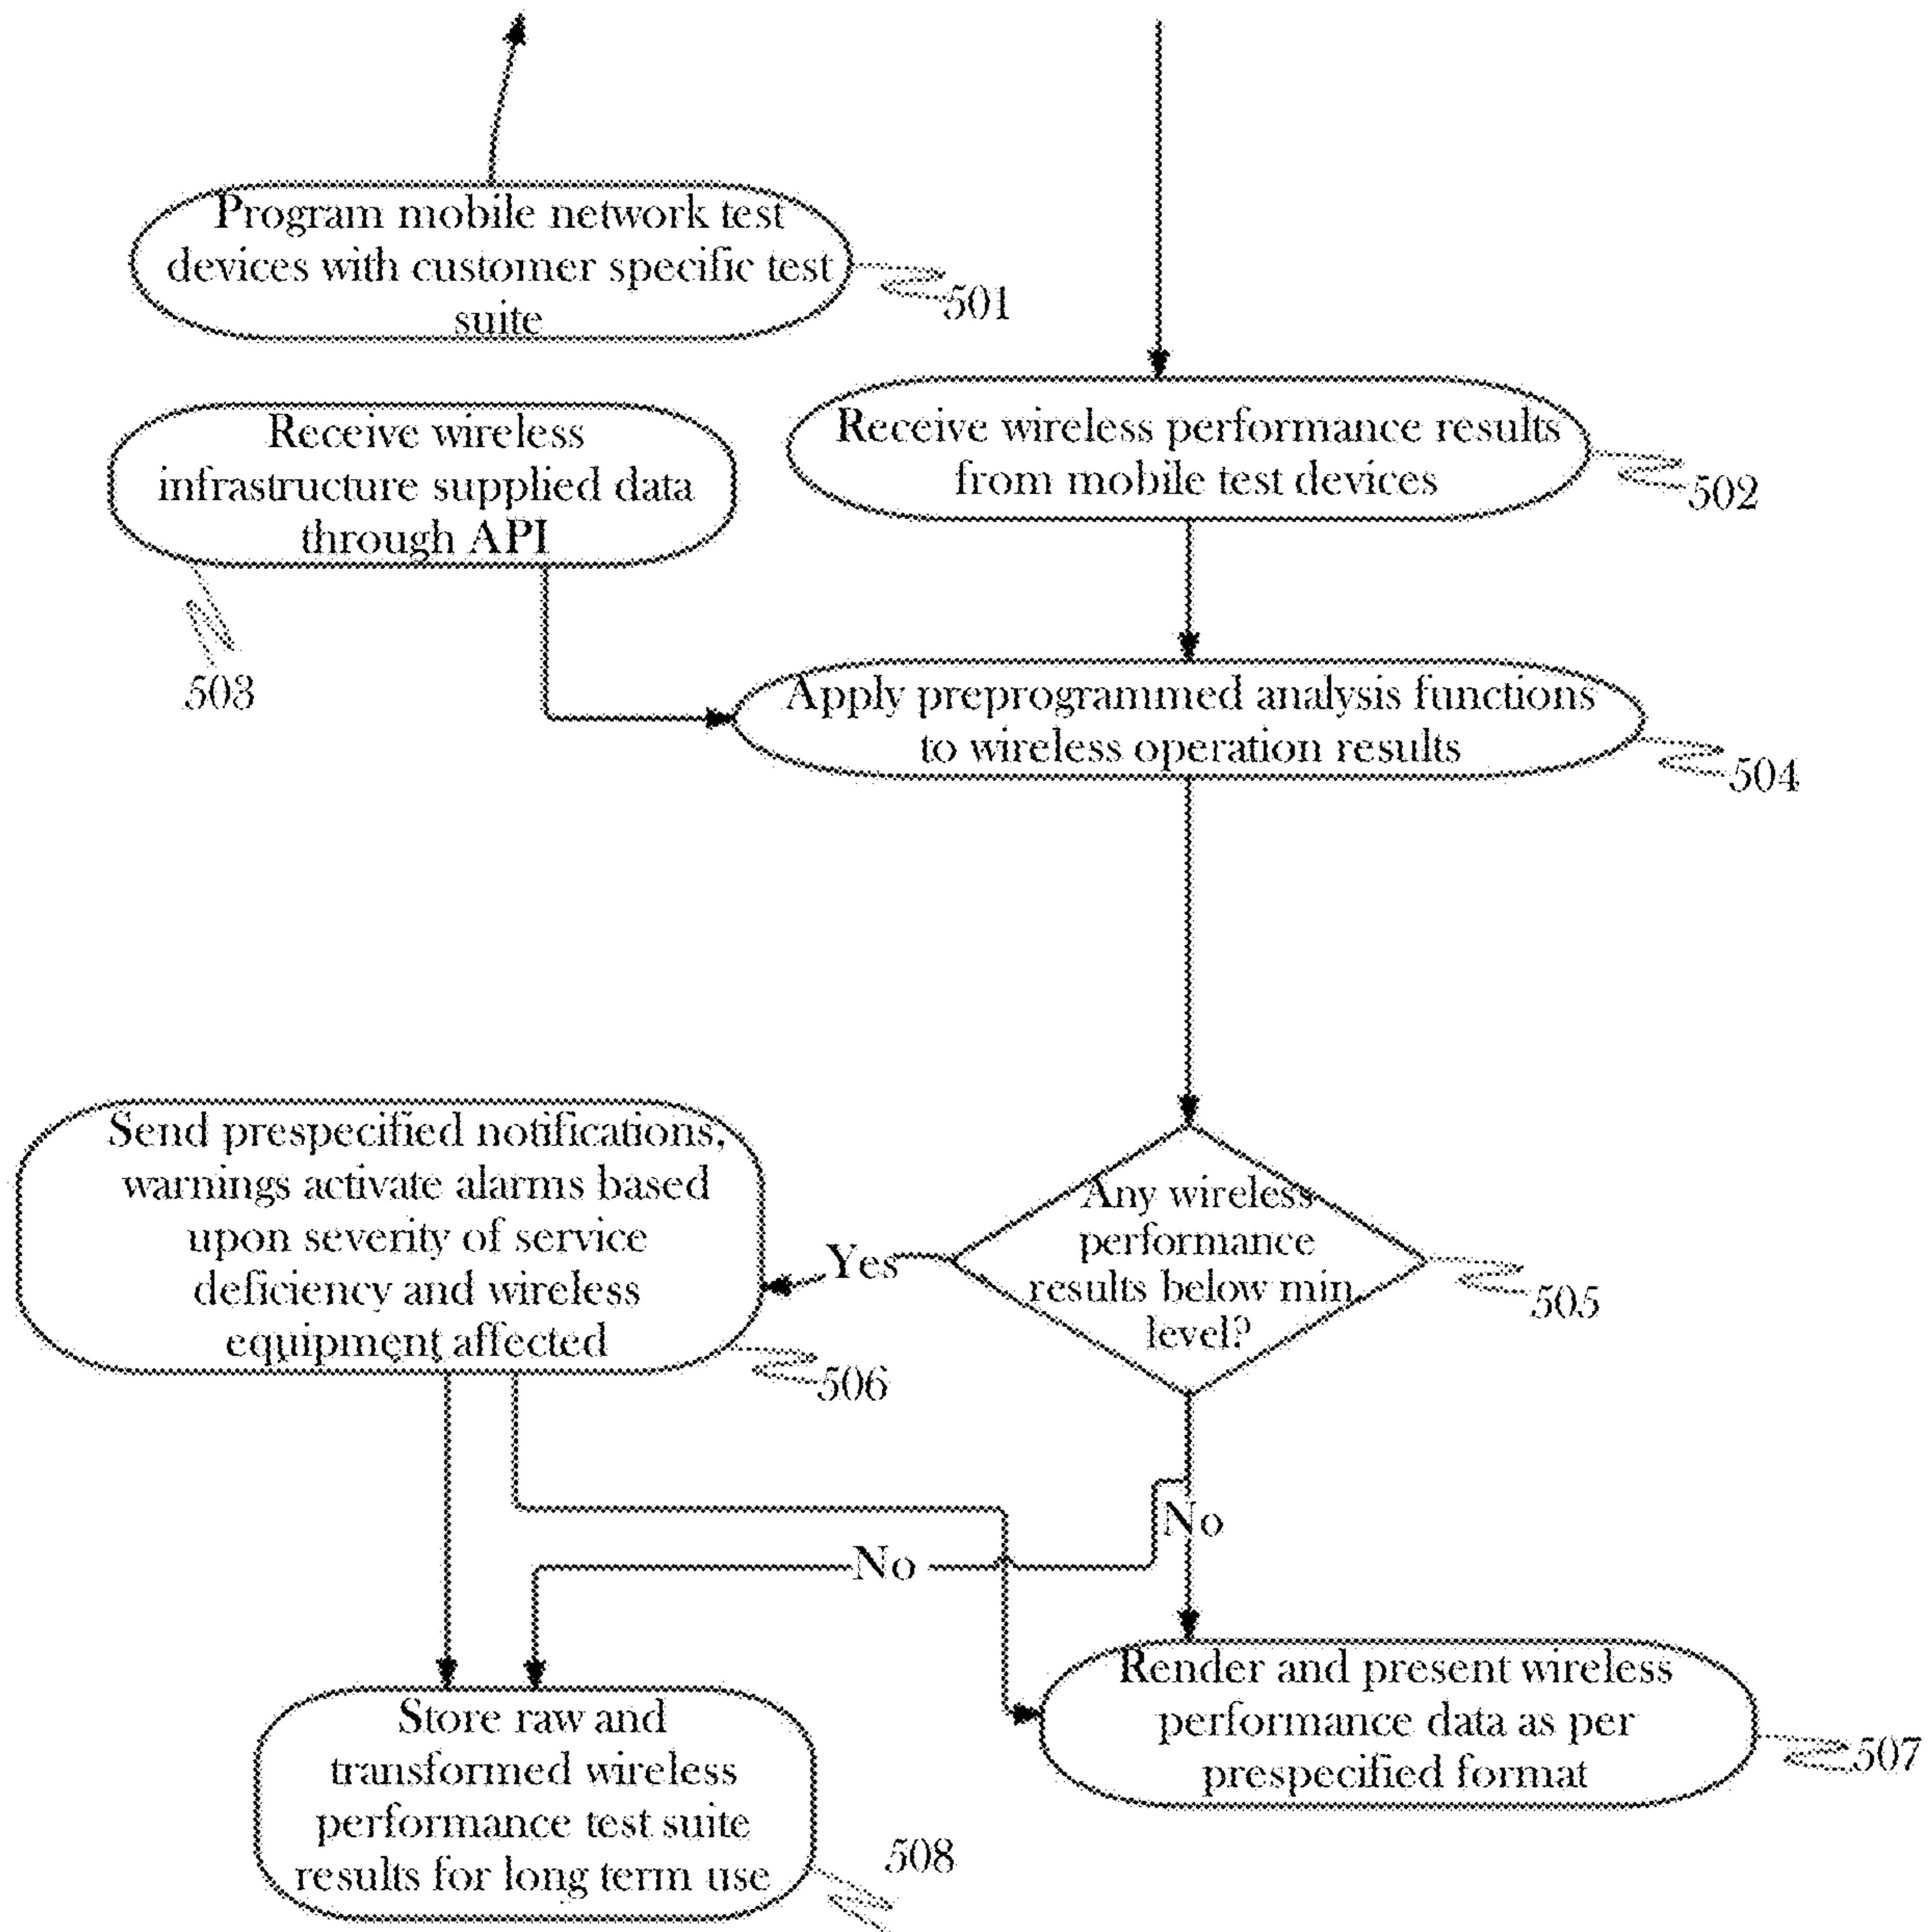 Program mobile network test
devices with customer specific test
suite
501
Receive wireless
infrastructure supplied data
through API
503
Receive wireless performance results
from mobile test devices
502
Apply preprogrammed analysis functions
to wireless operation results
504
Send prespecified notifications,
warnings activate alarms based
upon severity of service
deficiency and wireless
equipment affected
506
Yes
Any wireless
performance
results below min.
level?
505
No
No
Store raw and
transformed wireless
performance test suite
results for long term use
508
Render and present wireless
performance data as per
prespecified format
507